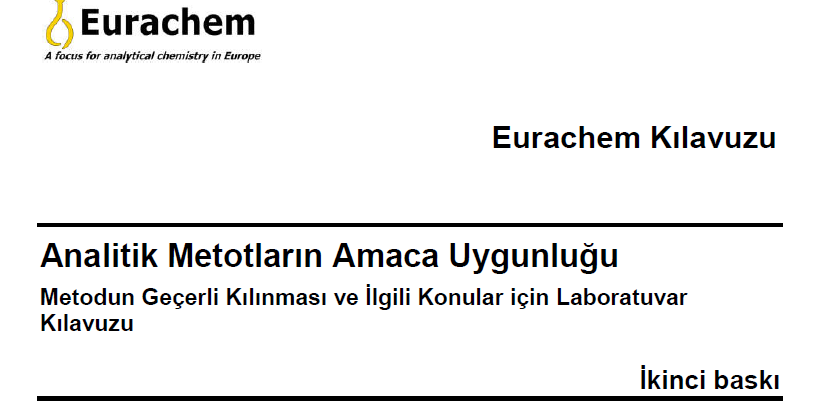 Eurachem
A focus for analytical chemistry in Europe
Eurachem Kılavuzu
Analitik Metotların Amaca Uygunluğu
Metodun Geçerli Kılınması ve İlgili Konular için Laboratuvar
Kılavuzu
İkinci baskı